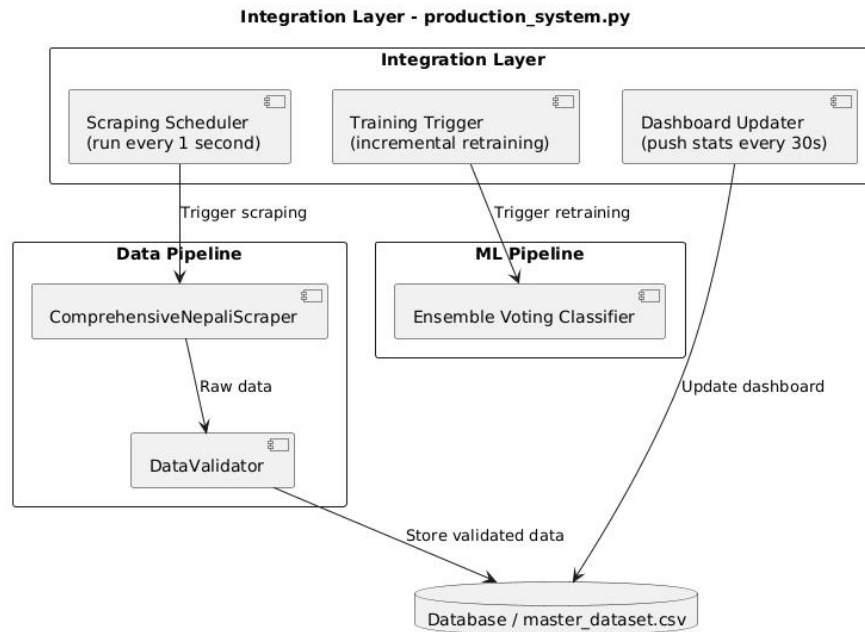 Integration Layer - production_system.py
Integration Layer
Scraping Scheduler
(run every 1 second)
Training Trigger
(incremental retraining)
Dashboard Updater
(push stats every 30s)
Trigger scraping
Trigger retraining
Data Pipeline
ML Pipeline
ComprehensiveNepaliScraper
Ensemble Voting Classifier
Raw data
Update dashboard
DataValidator
Store validated data
Database / master_dataset.csv